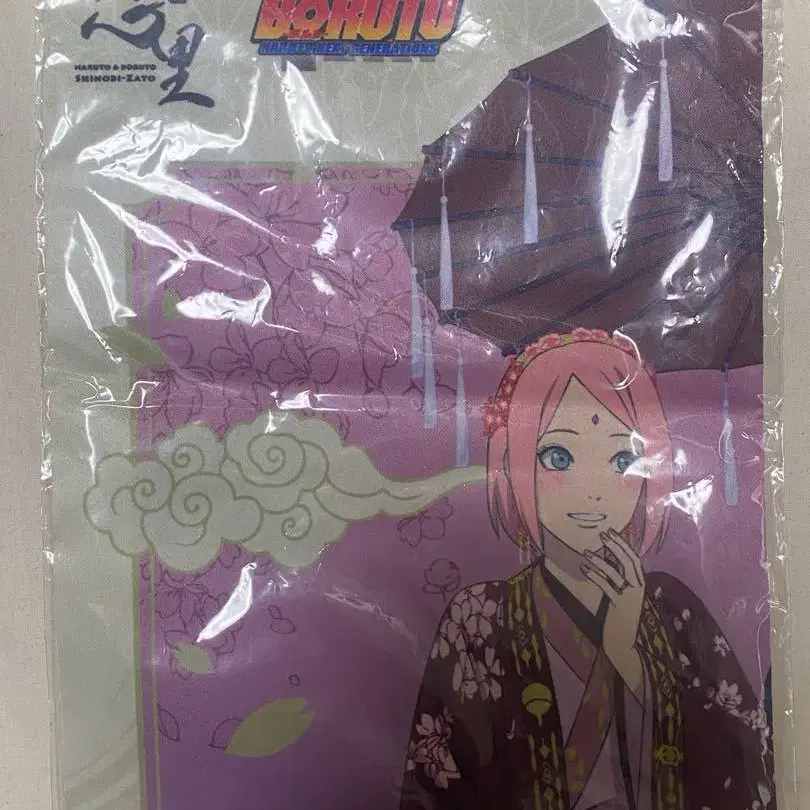 忍里
NARUTO & BORUTO
SHINOBI-ZATO
BORUTO
NARUTO NEXT GENERATIONS